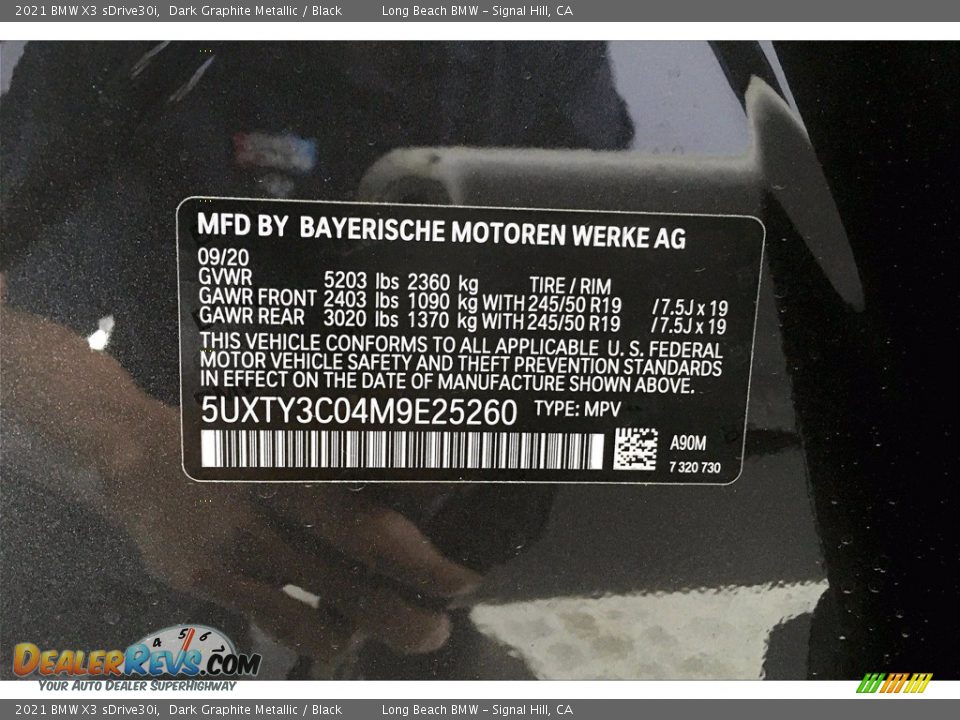 2021 BMW X3 sDrive30i, Dark Graphite Metallic / Black Long Beach BMW - Signal Hill, CA
MFD BY BAYERISCHE MOTOREN WERKE AG
09/20
GVWR 5203 lbs 2360 kg TIRE / RIM
GAWR FRONT 2403 lbs 1090 kg WITH 245/50 R19 /7.5J x 19
GAWR REAR 3020 lbs 1370 kg WITH 245/50 R19 /7.5J x 19
THIS VEHICLE CONFORMS TO ALL APPLICABLE U. S. FEDERAL
MOTOR VEHICLE SAFETY AND THEFT PREVENTION STANDARDS
IN EFFECT ON THE DATE OF MANUFACTURE SHOWN ABOVE.
5UXTY3C04M9E25260 TYPE: MPV
A90M
7 320 730
4 5 6
DealerRevs.com
Your Auto Dealer SuperHighway
2021 BMW X3 sDrive30i, Dark Graphite Metallic / Black Long Beach BMW - Signal Hill, CA